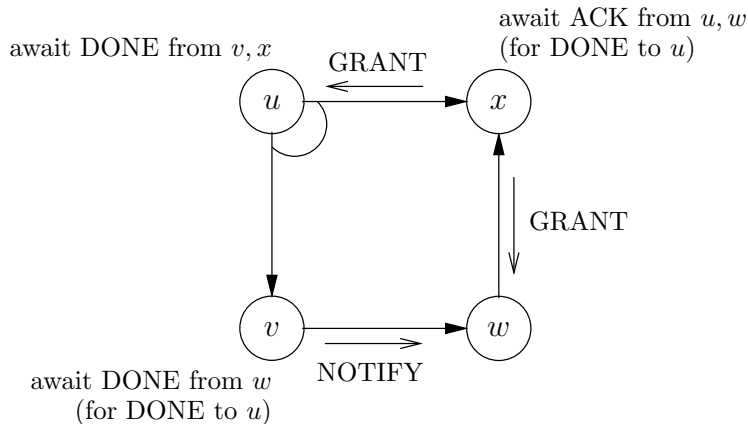 await ACK from u, w
(for DONE to u)
await DONE from v, x
GRANT
u
x
GRANT
v
w
NOTIFY
await DONE from w
(for DONE to u)